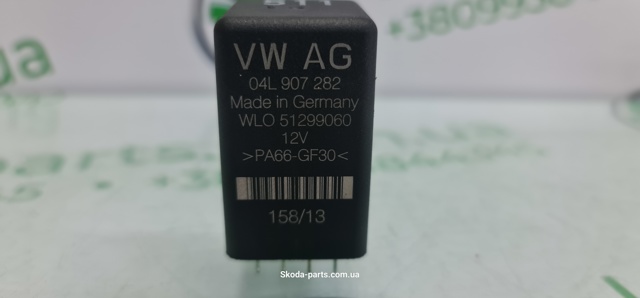 511
VW AG
04L 907 282
Made in Germany
WLO 51299060
12V
>PA66-GF30<
158/13
Skoda-parts.com.ua